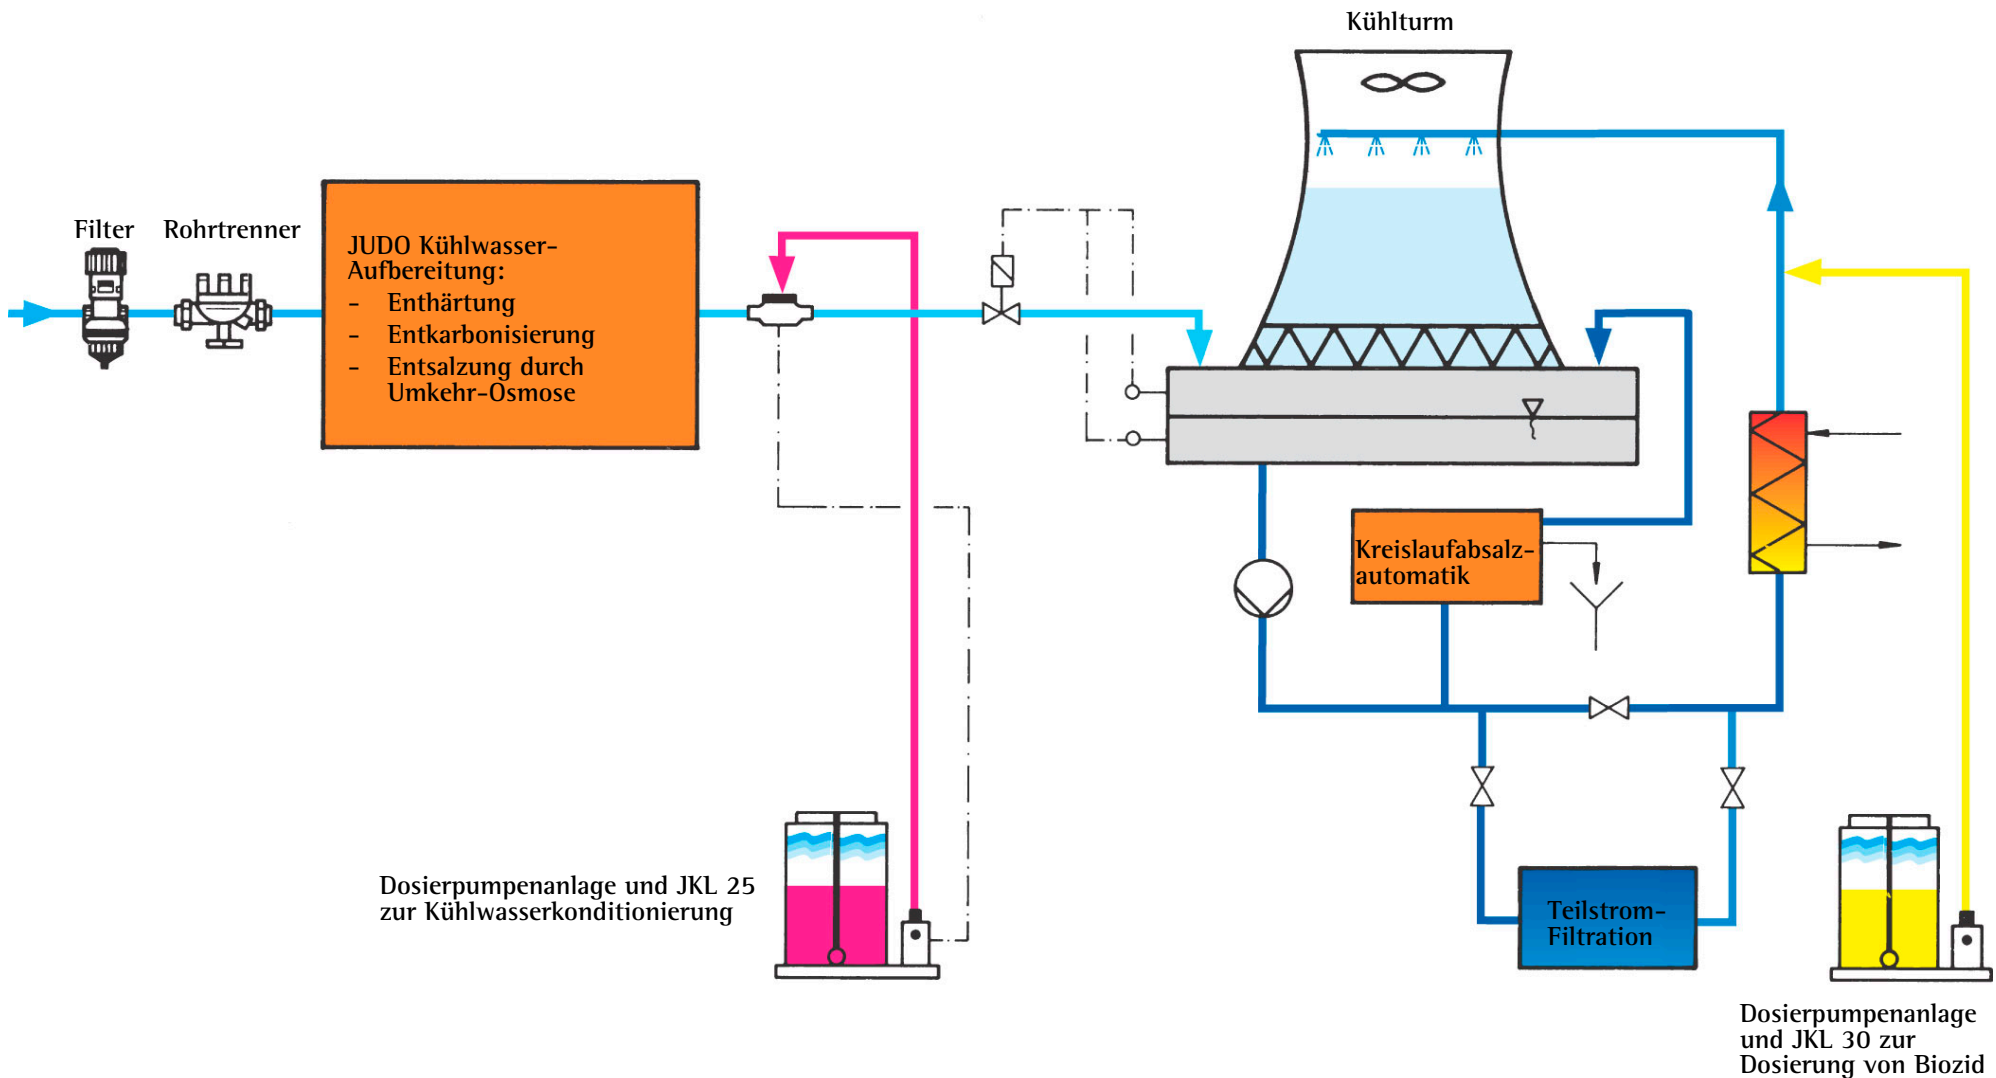 Kühlturm
Filter
Rohrtrenner
JUDO Kühlwasser-
Aufbereitung:
- Enthärtung
- Entkarbonisierung
- Entsalzung durch
Umkehr-Osmose
Kreislaufabsalz-
automatik
Dosierpumpenanlage und JKL 25
zur Kühlwasserkonditionierung
Teilstrom-
Filtration
Dosierpumpenanlage
und JKL 30 zur
Dosierung von Biozid